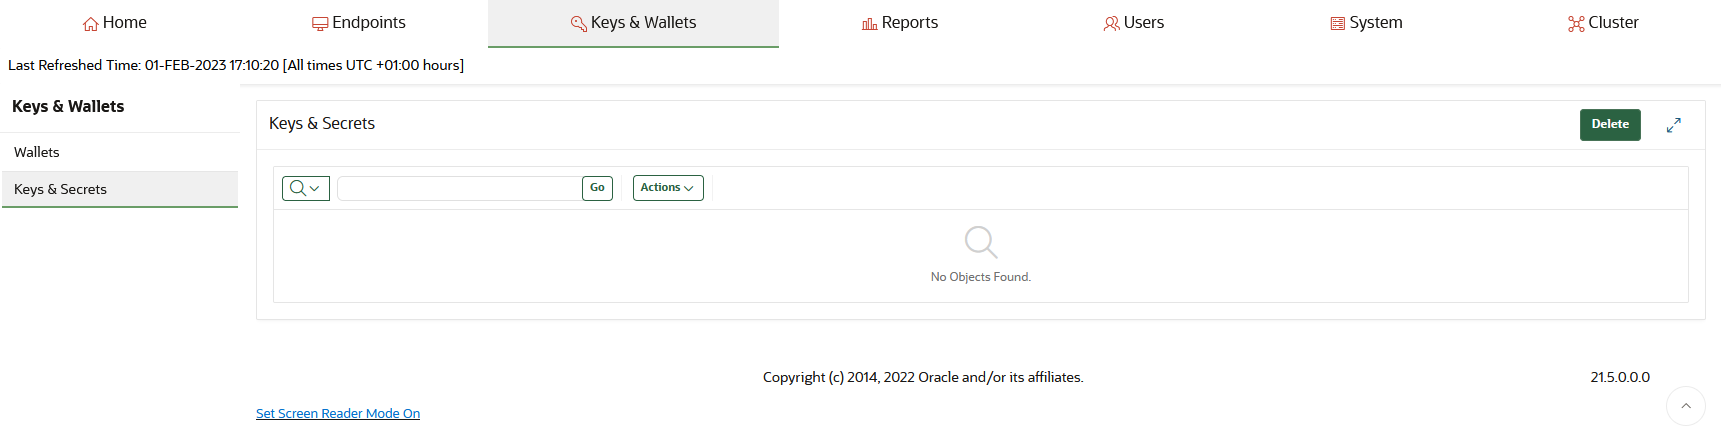 Home Endpoints Keys & Wallets Reports Users System Cluster
Last Refreshed Time: 01-FEB-2023 17:10:20 [All times UTC +01:00 hours]
Keys & Wallets
Wallets
Keys & Secrets
Keys & Secrets
Delete
Go
Actions
No Objects Found.
Copyright (c) 2014, 2022 Oracle and/or its affiliates.
21.5.0.0.0
Set Screen Reader Mode On